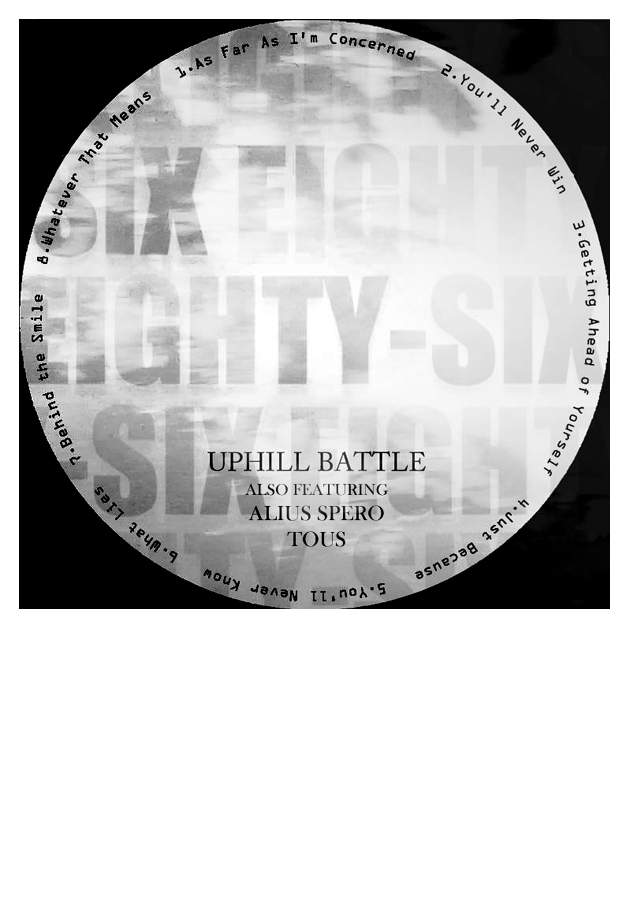 1.As Far As I'm Concerned
2.You'll Never Win
3.Getting Ahead of Yourself
4.Just Because
5.You'll Never Know
6.What Lies
7.Behind the Smile
8.Whatever That Means
SIX EIGHTY
EIGHTY-SIX
-SIX EIGHT
UPHILL BATTLE
ALSO FEATURING
ALIUS SPERO
TOUS